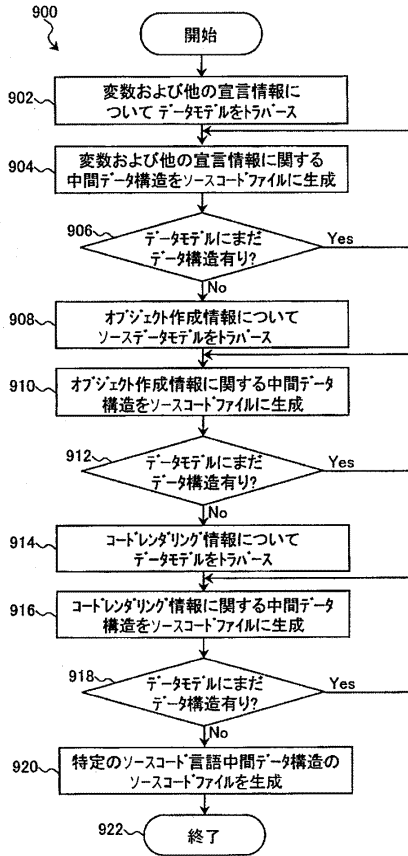 900
開始
902
変数および他の宣言情報に
ついてデータモデルをトラバース
904
変数および他の宣言情報に関する
中間データ構造をソースコードファイルに生成
906
データモデルにまだ
データ構造有り?
Yes
No
908
オブジェクト作成情報について
ソースデータモデルをトラバース
910
オブジェクト作成情報に関する中間データ
構造をソースコードファイルに生成
912
データモデルにまだ
データ構造有り?
Yes
No
914
コードレンダリング情報について
データモデルをトラバース
916
コードレンダリング情報に関する中間データ
構造をソースコードファイルに生成
918
データモデルにまだ
データ構造有り?
Yes
No
920
特定のソースコード言語中間データ構造の
ソースコードファイルを生成
922
終了